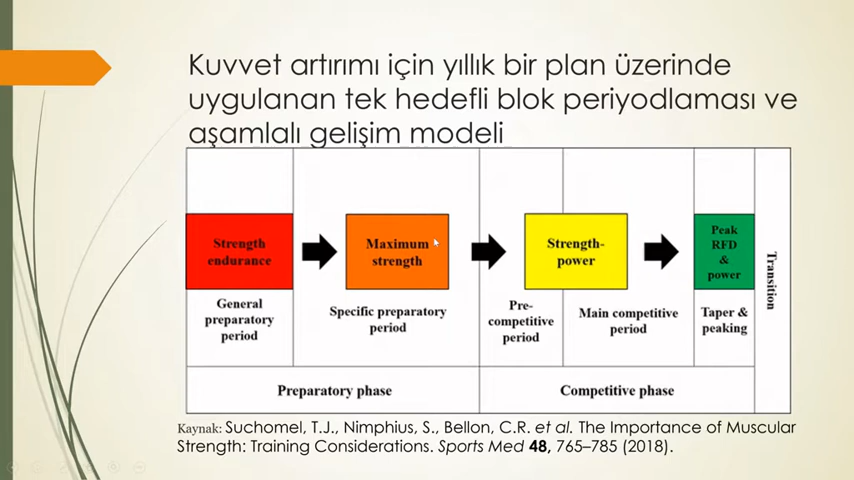 Kuvvet artırımı için yıllık bir plan üzerinde
uygulanan tek hedefli blok periyodlaması ve
aşamlalı gelişim modeli
Strength
endurance
Maximum
strength
Strength-
power
Peak
RFD
&
power
Transition
General
preparatory
period
Specific preparatory
period
Pre-
competitive
period
Main competitive
period
Taper &
peaking
Preparatory phase
Competitive phase
Kaynak: Suchomel, T.J., Nimphius, S., Bellon, C.R. et al. The Importance of Muscular
Strength: Training Considerations. Sports Med 48, 765–785 (2018).